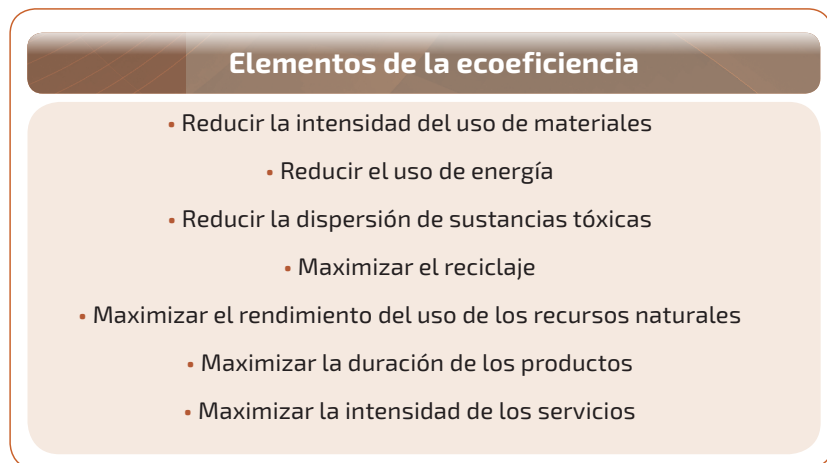 Elementos de la ecoeficiencia
• Reducir la intensidad del uso de materiales
• Reducir el uso de energía
• Reducir la dispersión de sustancias tóxicas
• Maximizar el reciclaje
• Maximizar el rendimiento del uso de los recursos naturales
• Maximizar la duración de los productos
• Maximizar la intensidad de los servicios